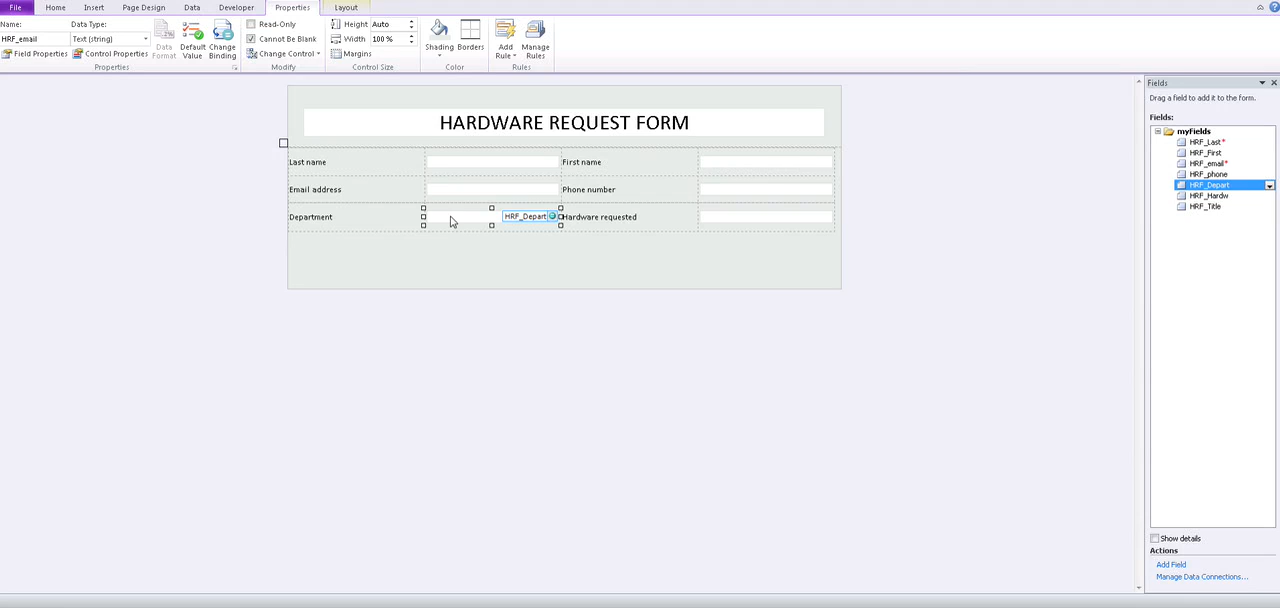 File Home Insert Page Design Data Developer Properties Layout
Name: Data Type: Read-Only Height Auto
HRF_email Text (string) Cannot Be Blank Width 100 %
Field Properties Control Properties Data Format Default Value Change Binding Change Control Margins Shading Borders Add Rule Manage Rules
Properties Modify Control Size Color Rules
HARDWARE REQUEST FORM
Last name First name
Email address Phone number
Department HRF_Depart Hardware requested
Fields
Drag a field to add it to the form.
Fields:
myFields
HRF_Last*
HRF_First
HRF_email*
HRF_phone
HRF_Depart
HRF_Hardw
HRF_Title
Show details
Actions
Add Field
Manage Data Connections...